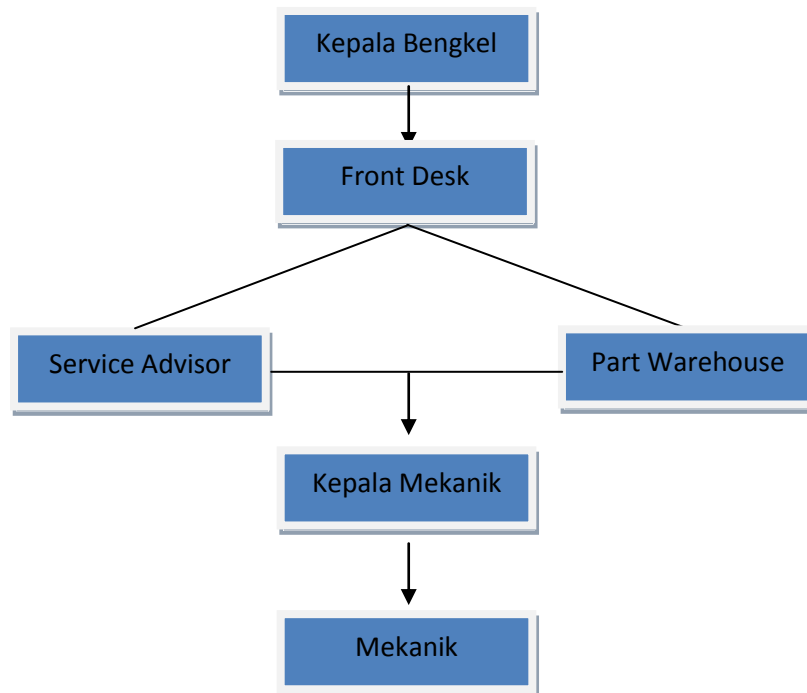 Kepala Bengkel
Front Desk
Service Advisor
Part Warehouse
Kepala Mekanik
Mekanik